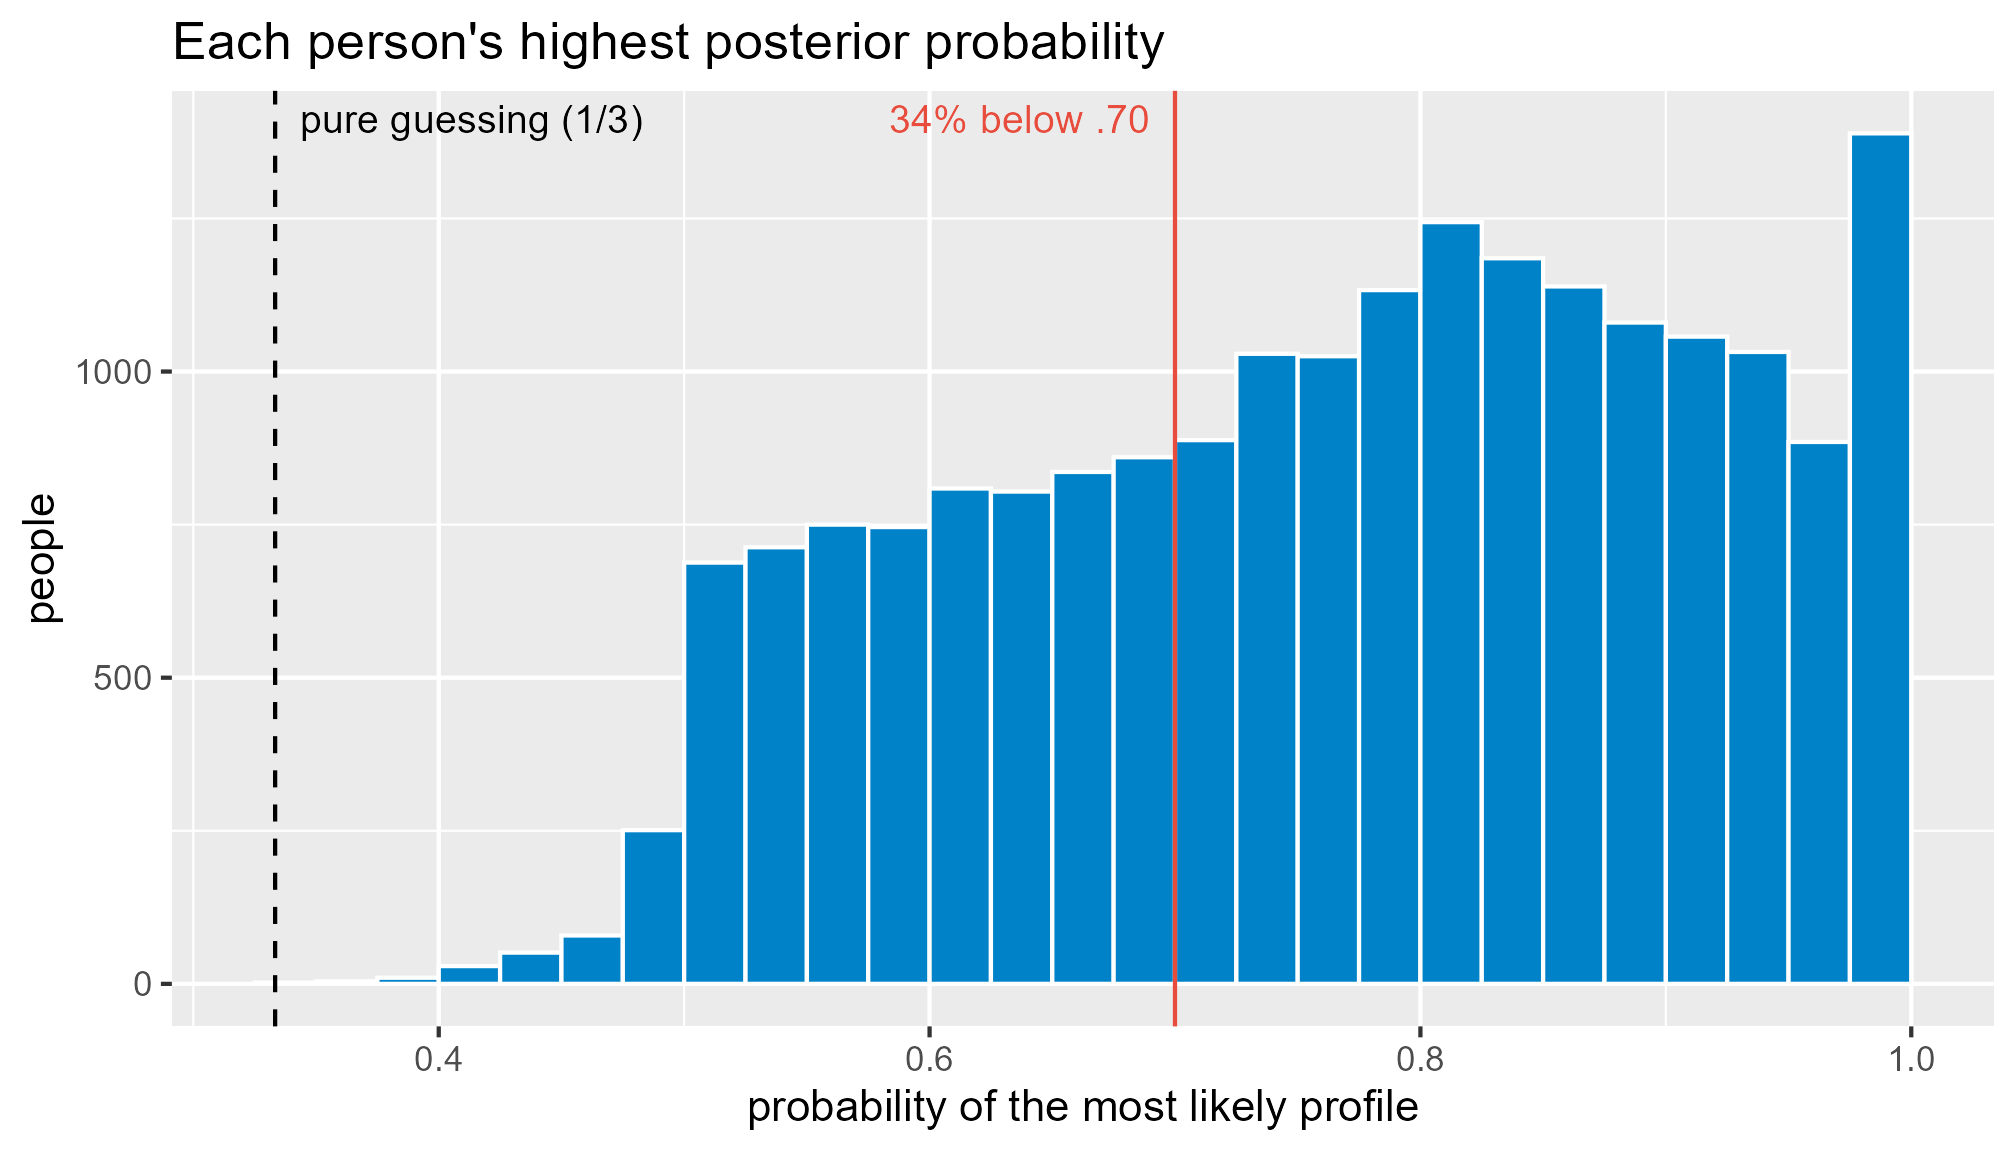 Each person's highest posterior probability
pure guessing (1/3)
34% below .70
1000
500
0
people
0.4
0.6
0.8
1.0
probability of the most likely profile